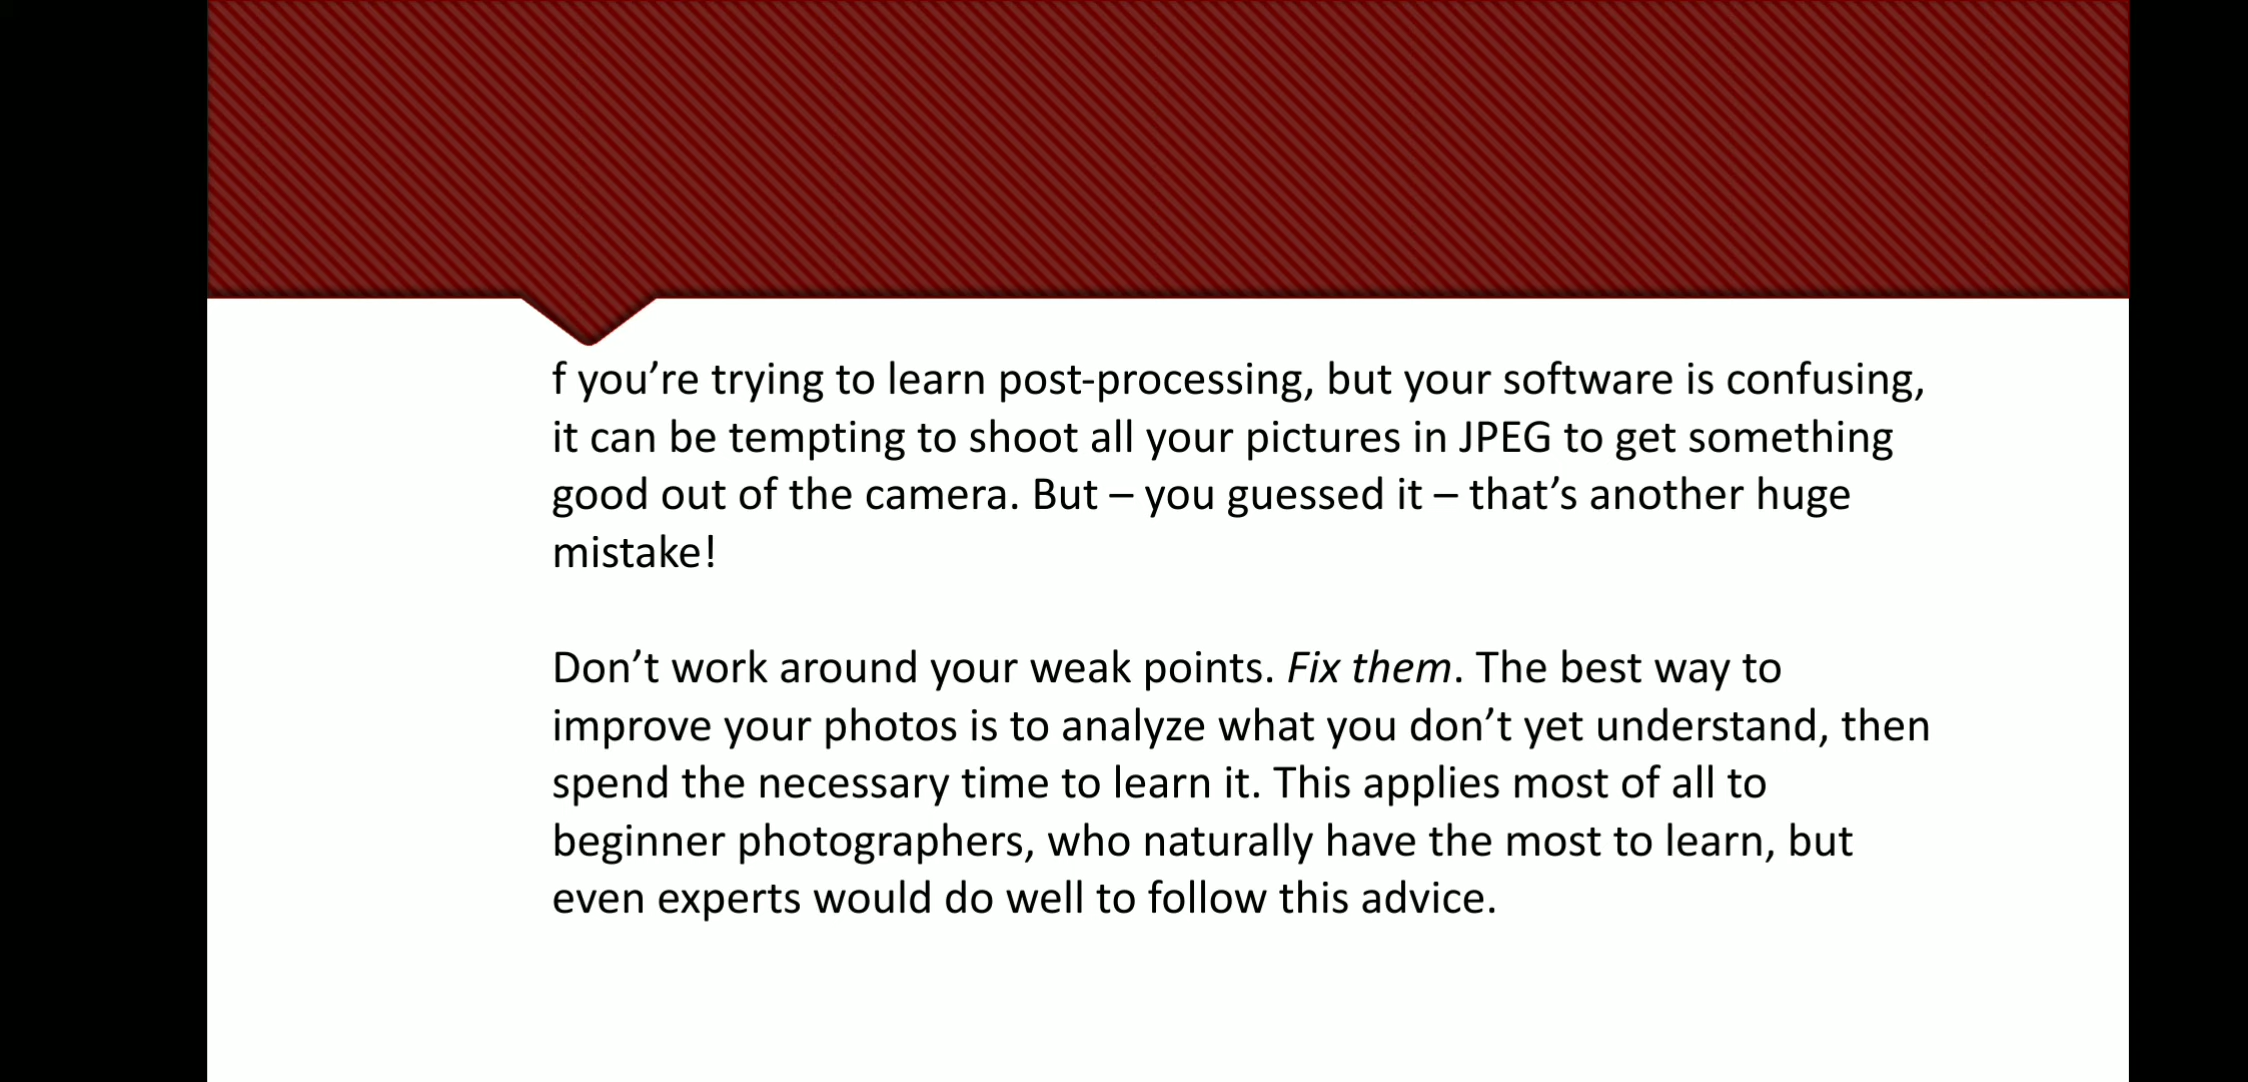 f you’re trying to learn post-processing, but your software is confusing,
it can be tempting to shoot all your pictures in JPEG to get something
good out of the camera. But – you guessed it – that’s another huge
mistake!
Don’t work around your weak points. Fix them. The best way to
improve your photos is to analyze what you don’t yet understand, then
spend the necessary time to learn it. This applies most of all to
beginner photographers, who naturally have the most to learn, but
even experts would do well to follow this advice.